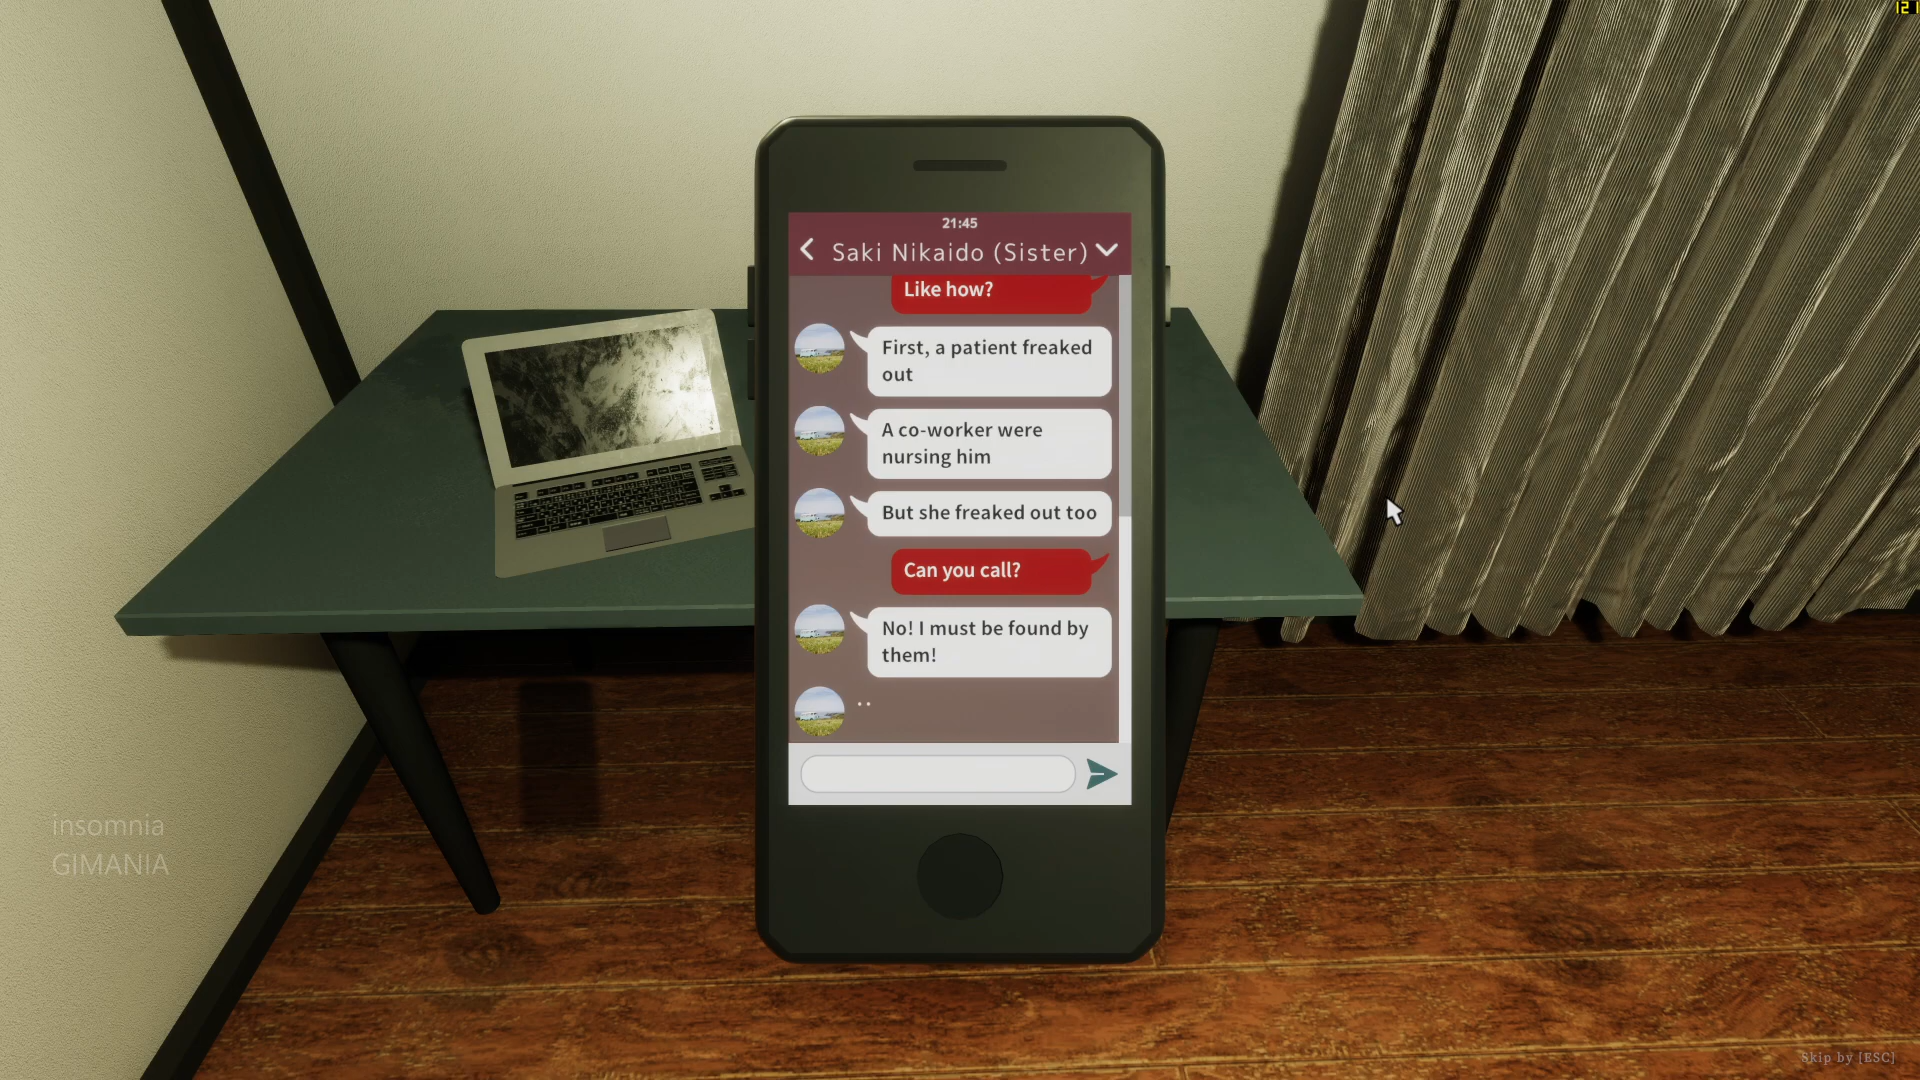 21:45
Saki Nikaido (Sister)
Like how?
First, a patient freaked
out
A co-worker were
nursing him
But she freaked out too
Can you call?
No! I must be found by
them!
insomnia
GIMANIA
Skip by [ESC]